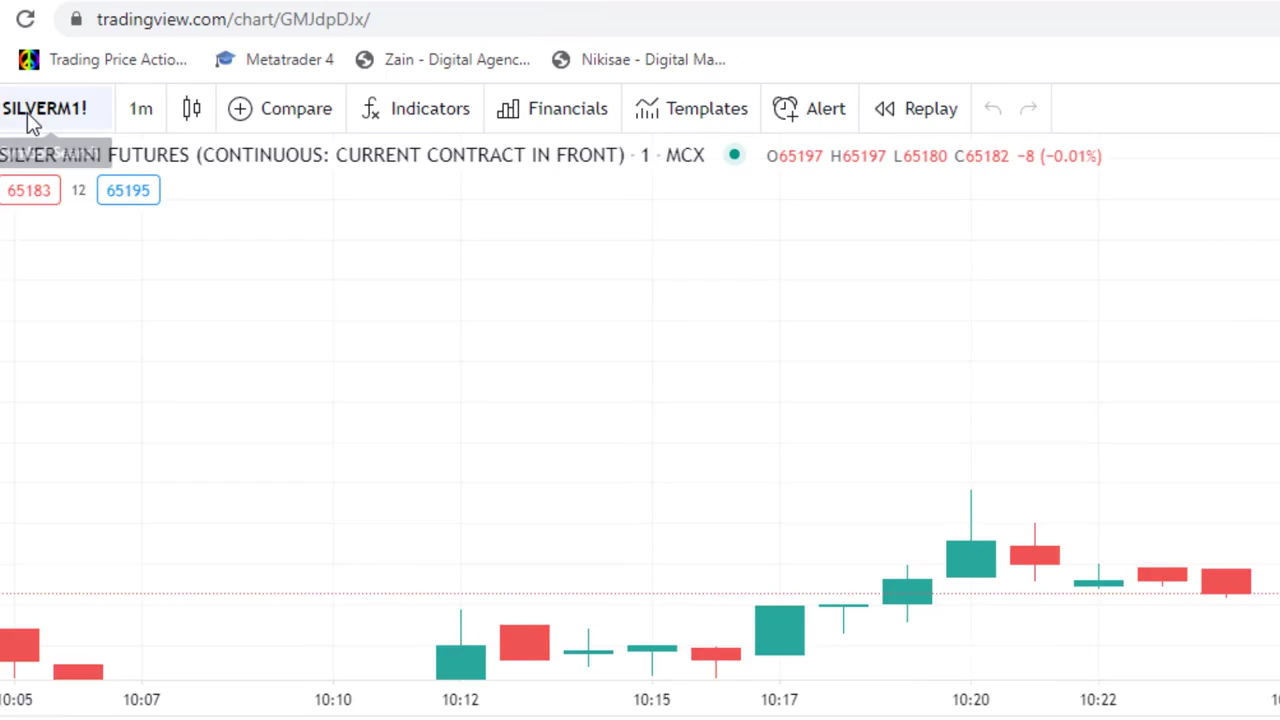 tradingview.com/chart/GMJdpDJx/
Trading Price Actio... Metatrader 4 Zain - Digital Agenc... Nikisae - Digital Ma...
SILVERM1! 1m Compare Indicators Financials Templates Alert Replay
SILVER MINI FUTURES (CONTINUOUS: CURRENT CONTRACT IN FRONT) · 1 · MCX O65197 H65197 L65180 C65182 −8 (−0.01%)
65183 12 65195
10:05 10:07 10:10 10:12 10:15 10:17 10:20 10:22